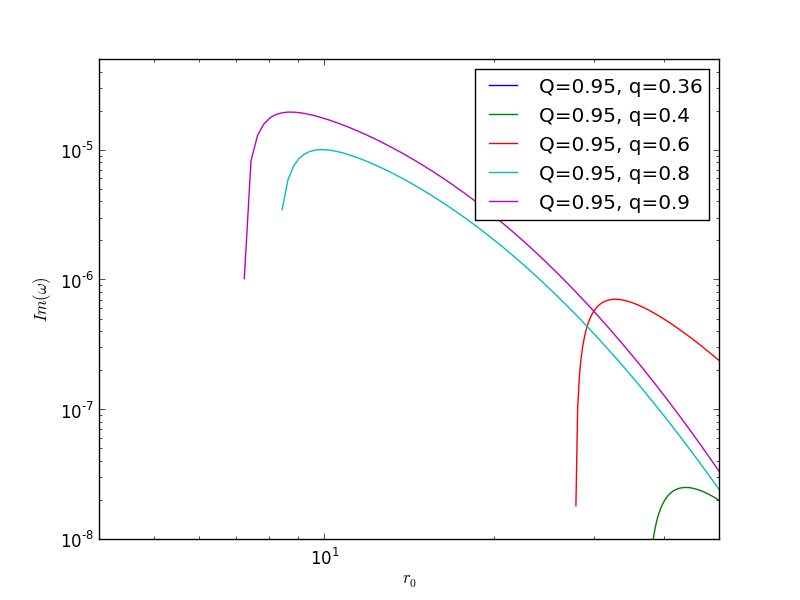 Q=0.95, q=0.36
Q=0.95, q=0.4
Q=0.95, q=0.6
Q=0.95, q=0.8
Q=0.95, q=0.9
10^-5
10^-6
10^-7
10^-8
Im(ω)
10^1
r_0